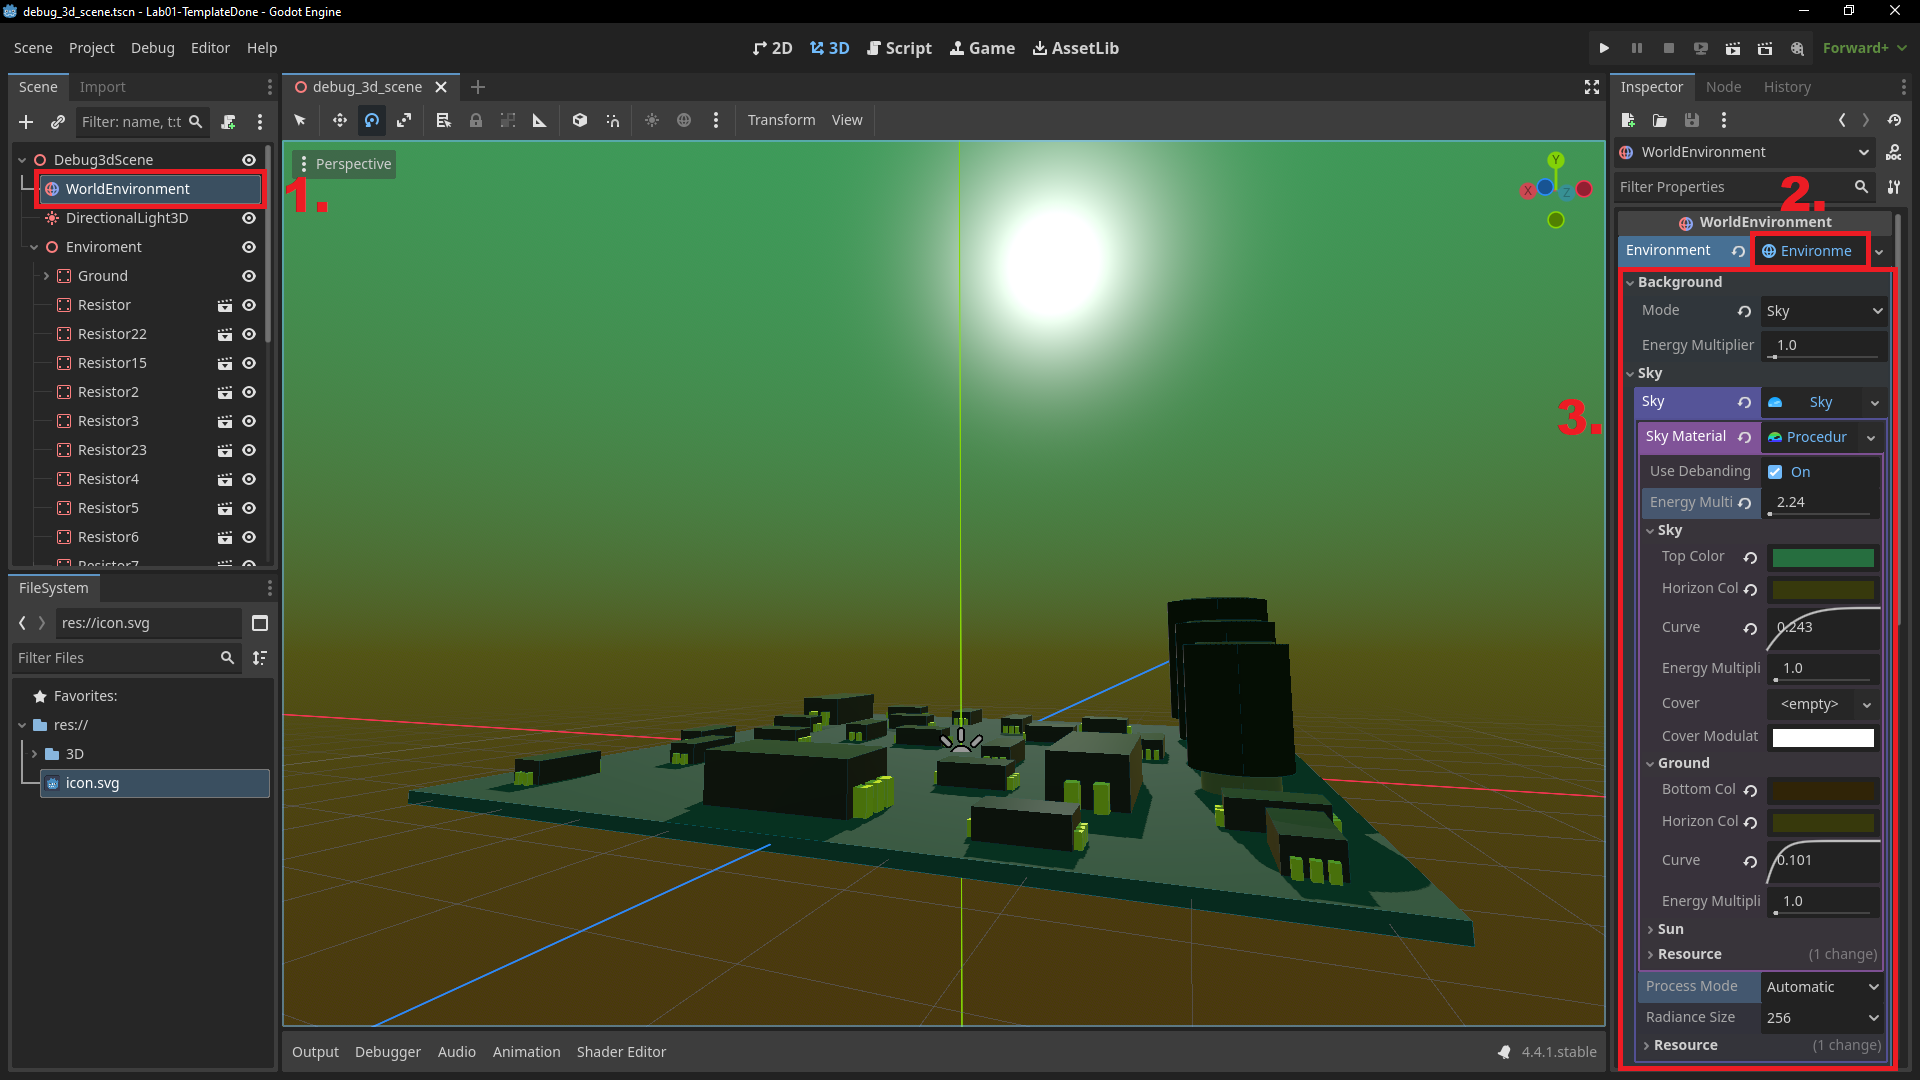 debug_3d_scene.tscn - Lab01-TemplateDone - Godot Engine
Scene Project Debug Editor Help
2D 3D Script Game AssetLib
Forward+
Scene Import
Filter: name, t:t
Debug3dScene
WorldEnvironment
DirectionalLight3D
Enviroment
Ground
Resistor
Resistor22
Resistor15
Resistor2
Resistor3
Resistor23
Resistor4
Resistor5
Resistor6
Resistor7
FileSystem
res://icon.svg
Filter Files
Favorites:
res://
3D
icon.svg
debug_3d_scene
Transform View
Perspective
1.
Y
X
Z
3.
Output Debugger Audio Animation Shader Editor
4.4.1.stable
Inspector Node History
WorldEnvironment
Filter Properties
2.
WorldEnvironment
Environment Environme
Background
Mode Sky
Energy Multiplier 1.0
Sky
Sky Sky
Sky Material Procedur
Use Debanding On
Energy Multi 2.24
Sky
Top Color
Horizon Col
Curve 0.243
Energy Multipli 1.0
Cover <empty>
Cover Modulat
Ground
Bottom Col
Horizon Col
Curve 0.101
Energy Multipli 1.0
Sun
Resource (1 change)
Process Mode Automatic
Radiance Size 256
Resource (1 change)